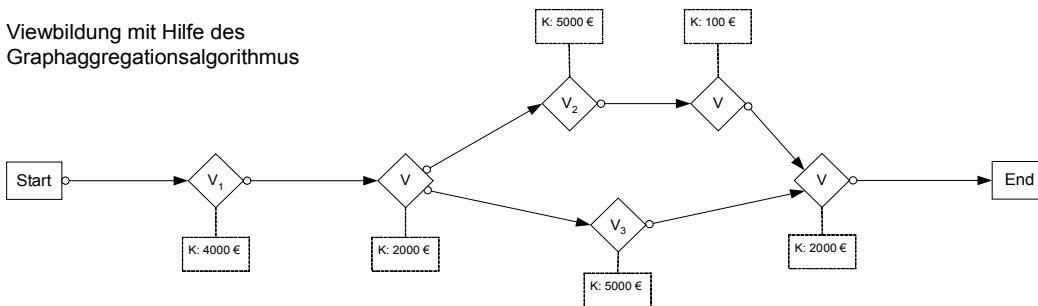 Viewbildung mit Hilfe des
Graphaggregationsalgorithmus
K: 5000 €
K: 100 €
V2
V
Start
V1
V
V
End
V3
K: 4000 €
K: 2000 €
K: 2000 €
K: 5000 €